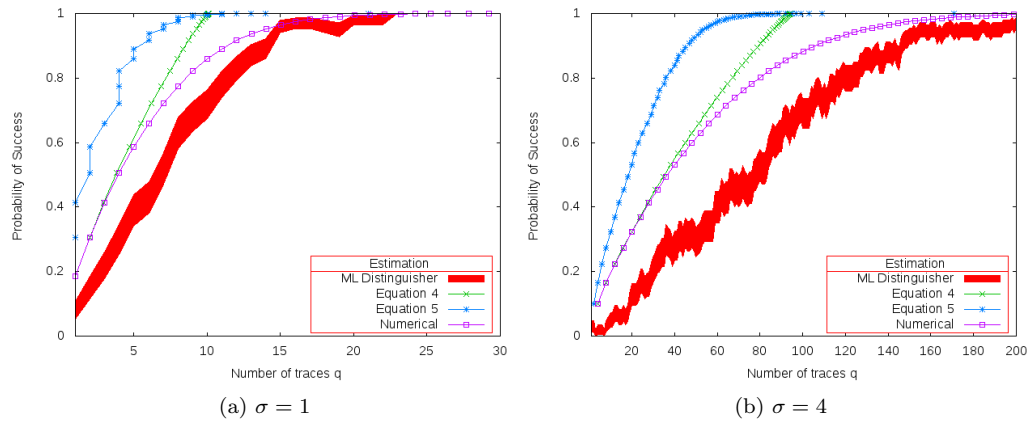 1
0.8
0.6
0.4
0.2
0
Probability of Success
5 10 15 20 25 30
Number of traces q
Estimation
ML Distinguisher
Equation 4
Equation 5
Numerical
(a) σ = 1
1
0.8
0.6
0.4
0.2
0
Probability of Success
20 40 60 80 100 120 140 160 180 200
Number of traces q
Estimation
ML Distinguisher
Equation 4
Equation 5
Numerical
(b) σ = 4